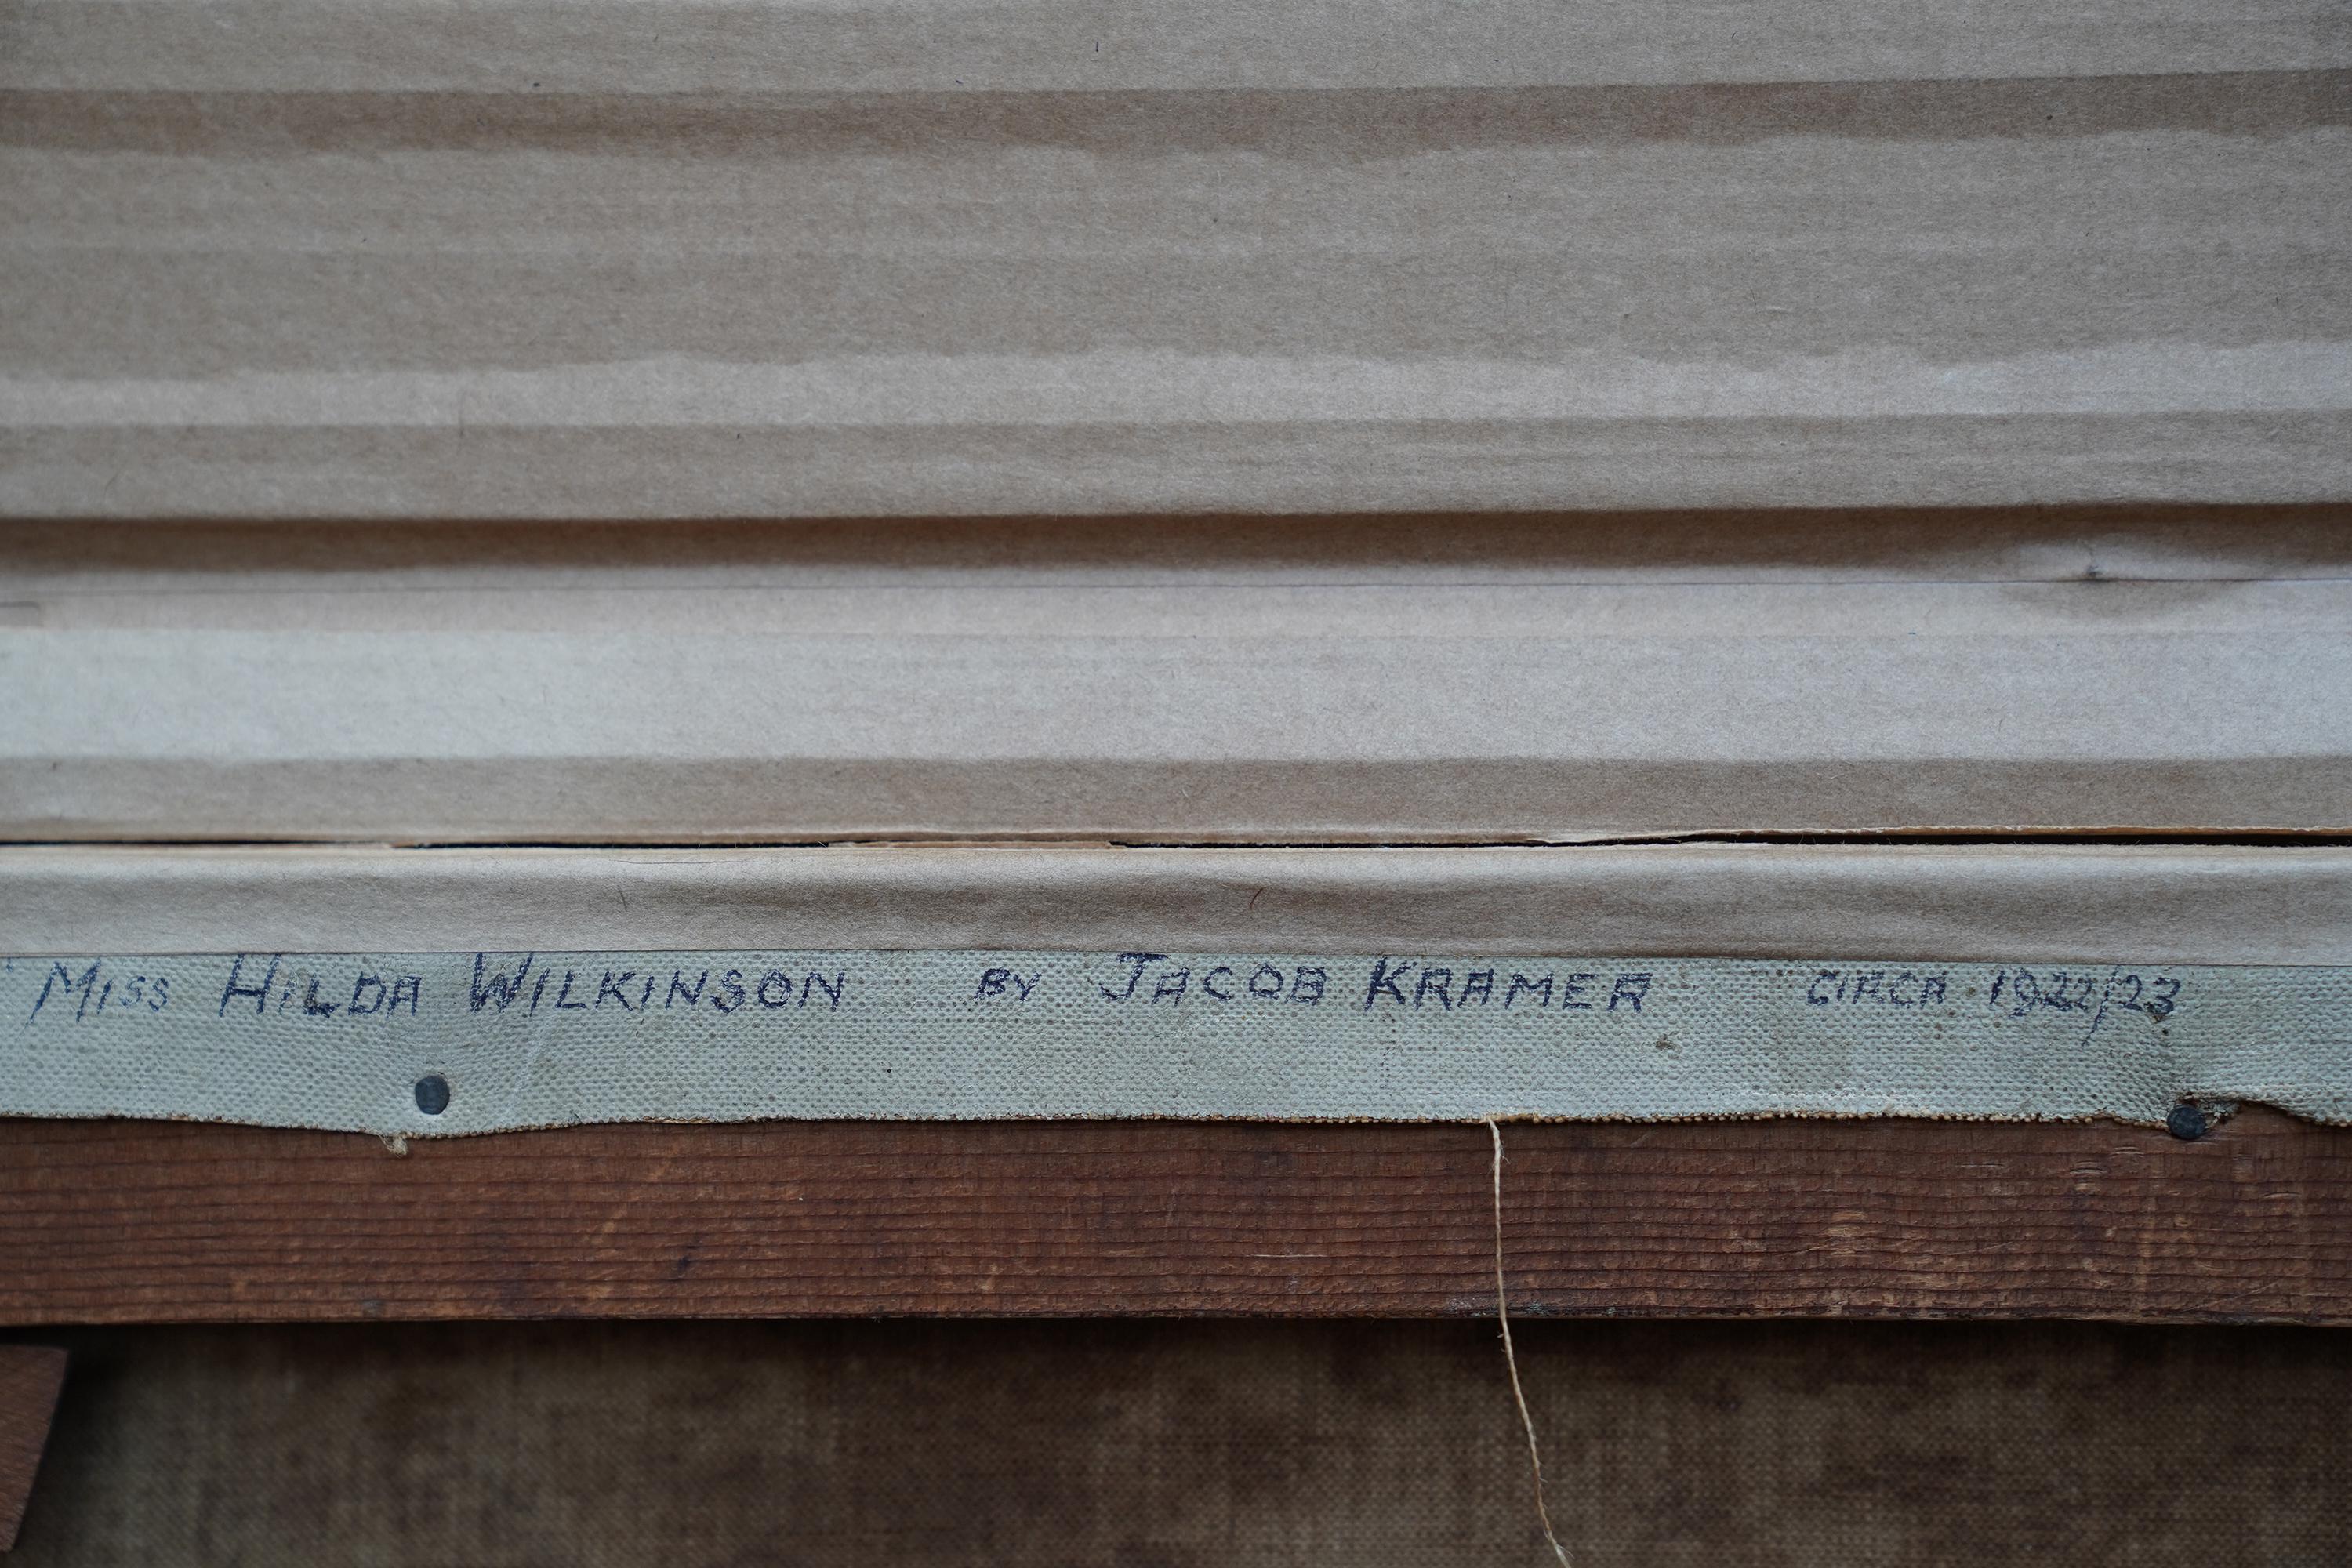 MISS HILDA WILKINSON BY JACOB KRAMER CIRCA 1922/23